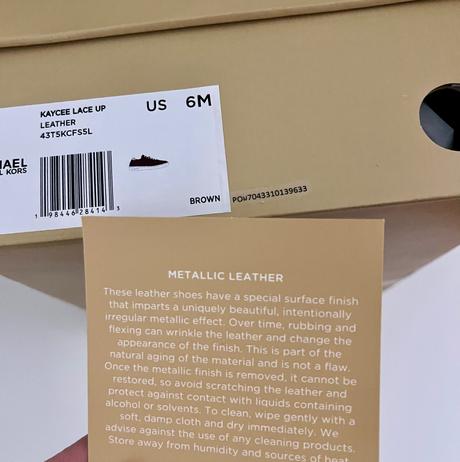 KAYCEE LACE UP
LEATHER
43T5KCFS5L
US 6M
HAEL
L KORS
1 98446 28414 3
BROWN
POW7043310139633
METALLIC LEATHER
These leather shoes have a special surface finish
that imparts a uniquely beautiful, intentionally
irregular metallic effect. Over time, rubbing and
flexing can wrinkle the leather and change the
appearance of the finish. This is part of the
natural aging of the material and is not a flaw.
Once the metallic finish is removed, it cannot be
restored, so avoid scratching the leather and
protect against contact with liquids containing
alcohol or solvents. To clean, wipe gently with a
soft, damp cloth and dry immediately. We
advise against the use of any cleaning products.
Store away from humidity and sources of heat